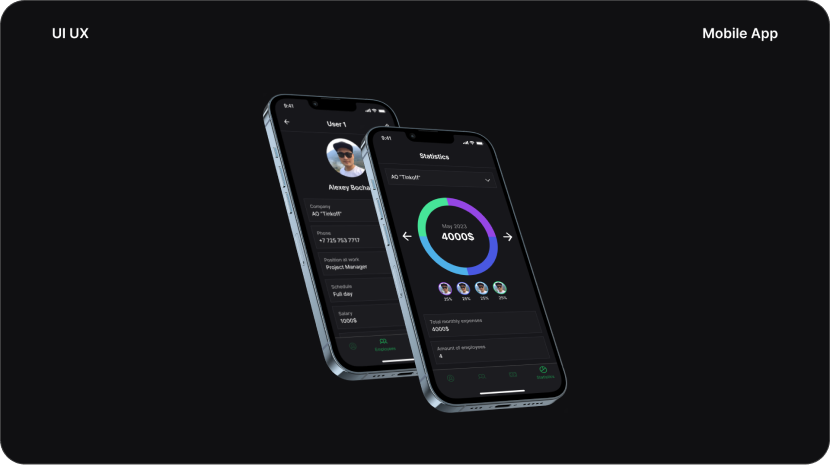 UI UX
Mobile App
9:41
User 1
Alexey Bocha
Company
AO "Tinkoff"
Phone
+7 725 753 7717
Position at work
Project Manager
Schedule
Full day
Salary
1000$
Employees
9:41
Statistics
AO "Tinkoff"
May 2023
4000$
25% 25% 25% 25%
Total monthly expenses
4000$
Amount of employees
4
Statistics